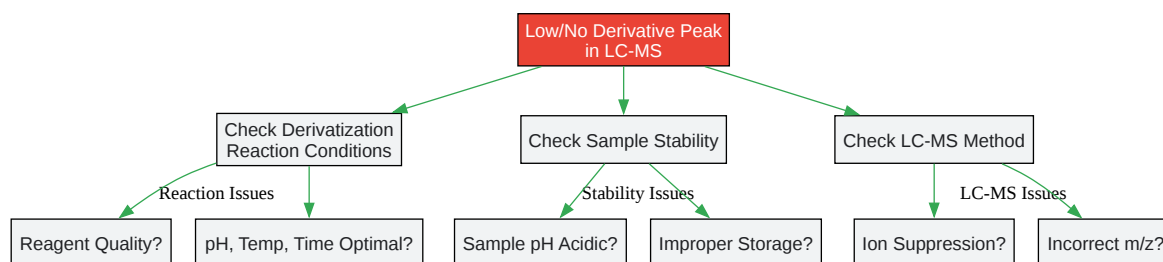 Low/No Derivative Peak
in LC-MS
Check Derivatization
Reaction Conditions
Check Sample Stability
Check LC-MS Method
Reaction Issues
Stability Issues
LC-MS Issues
Reagent Quality?
pH, Temp, Time Optimal?
Sample pH Acidic?
Improper Storage?
Ion Suppression?
Incorrect m/z?